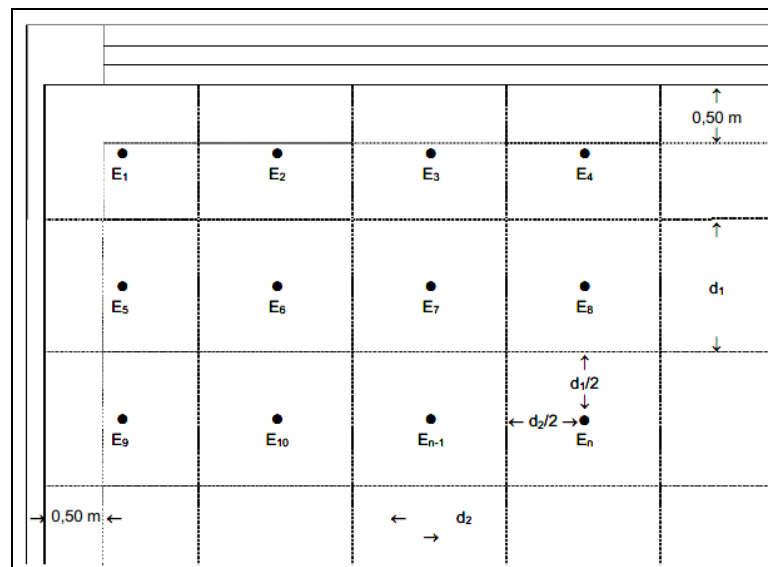 0,50 m
E₁ E₂ E₃ E₄
E₅ E₆ E₇ E₈
d₁
d₁/2
d₂/2
E₉ E₁₀ Eₙ₋₁ Eₙ
0,50 m
d₂